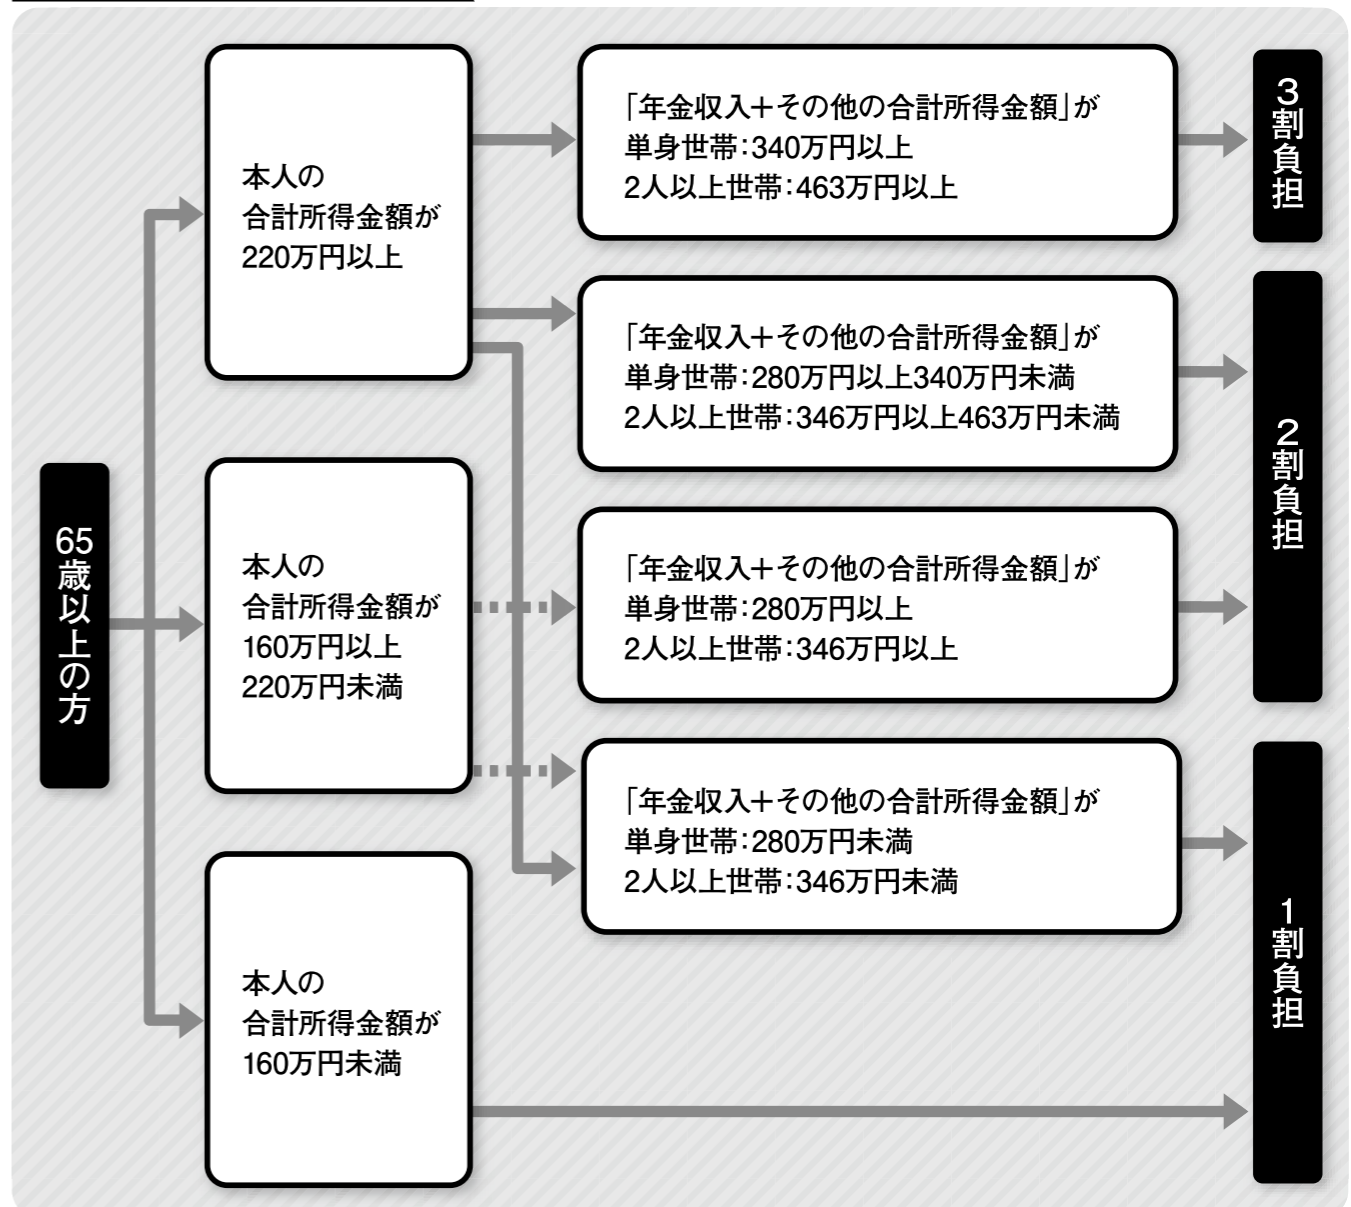 65歳以上の方
本人の
合計所得金額が
220万円以上
「年金収入+その他の合計所得金額」が
単身世帯:340万円以上
2人以上世帯:463万円以上
3割負担
「年金収入+その他の合計所得金額」が
単身世帯:280万円以上340万円未満
2人以上世帯:346万円以上463万円未満
2割負担
本人の
合計所得金額が
160万円以上
220万円未満
「年金収入+その他の合計所得金額」が
単身世帯:280万円以上
2人以上世帯:346万円以上
「年金収入+その他の合計所得金額」が
単身世帯:280万円未満
2人以上世帯:346万円未満
1割負担
本人の
合計所得金額が
160万円未満